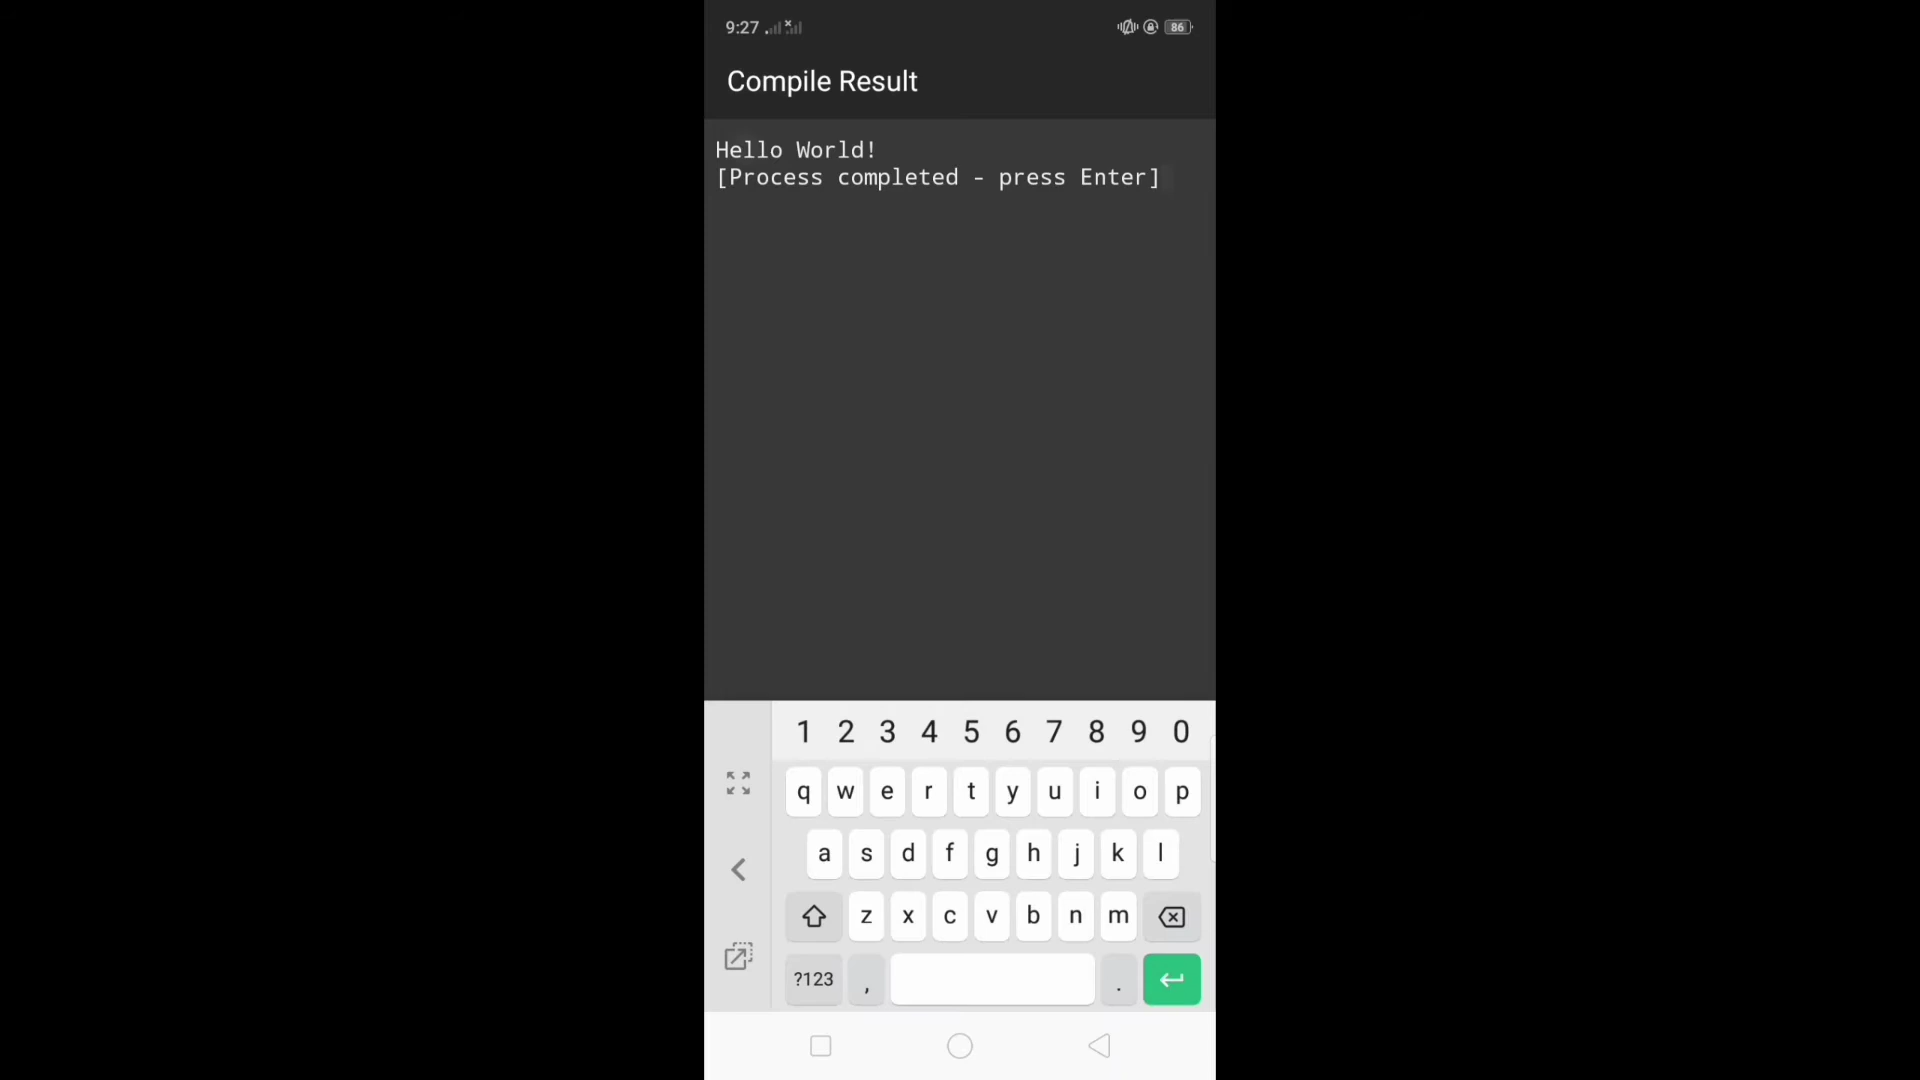 9:27 86
Compile Result
Hello World!
[Process completed - press Enter]
1 2 3 4 5 6 7 8 9 0
q w e r t y u i o p
a s d f g h j k l
z x c v b n m
?123 , .